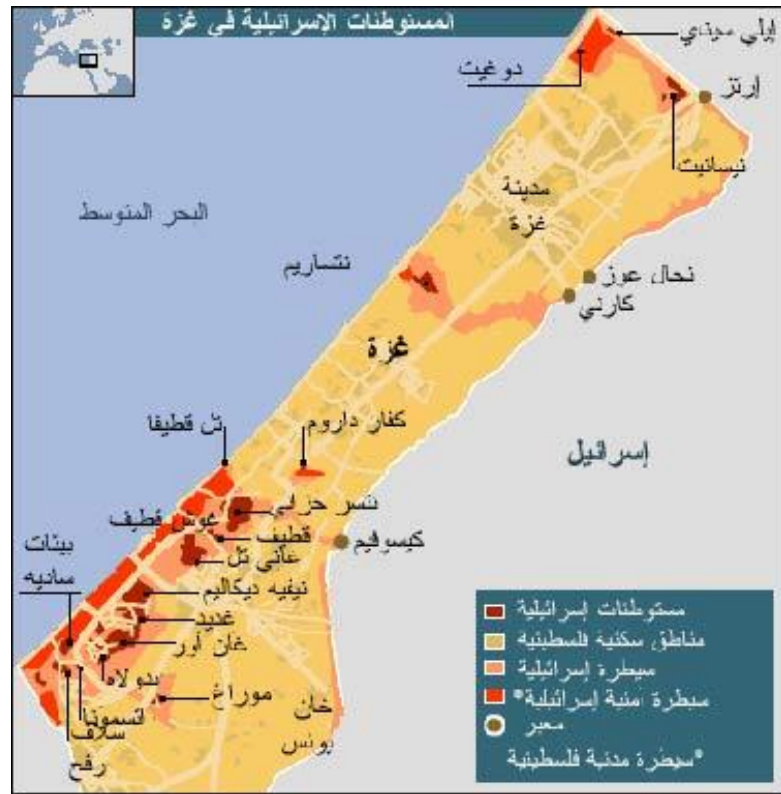 المستوطنات الإسرائيلية في غزة
إيلي سيناي
دوغيت
إرتز
نيسانيت
مدينة
غزة
البحر المتوسط
نتساريم
نحال عوز
كارني
غزة
كفار داروم
تل قطيفا
إسرائيل
نتسر حزاني
غوش قطيف
قطيف
كيسوفيم
غاني تل
بيئات
ساديه
نيفيه ديكاليم
غديد
غان أور
بدولاه
موراغ
اتسمونا
سلاف
رفح
خان
يونس
مستوطنات إسرائيلية
مناطق سكنية فلسطينية
سيطرة إسرائيلية
سيطرة أمنية إسرائيلية*
معبر
*سيطرة مدنية فلسطينية